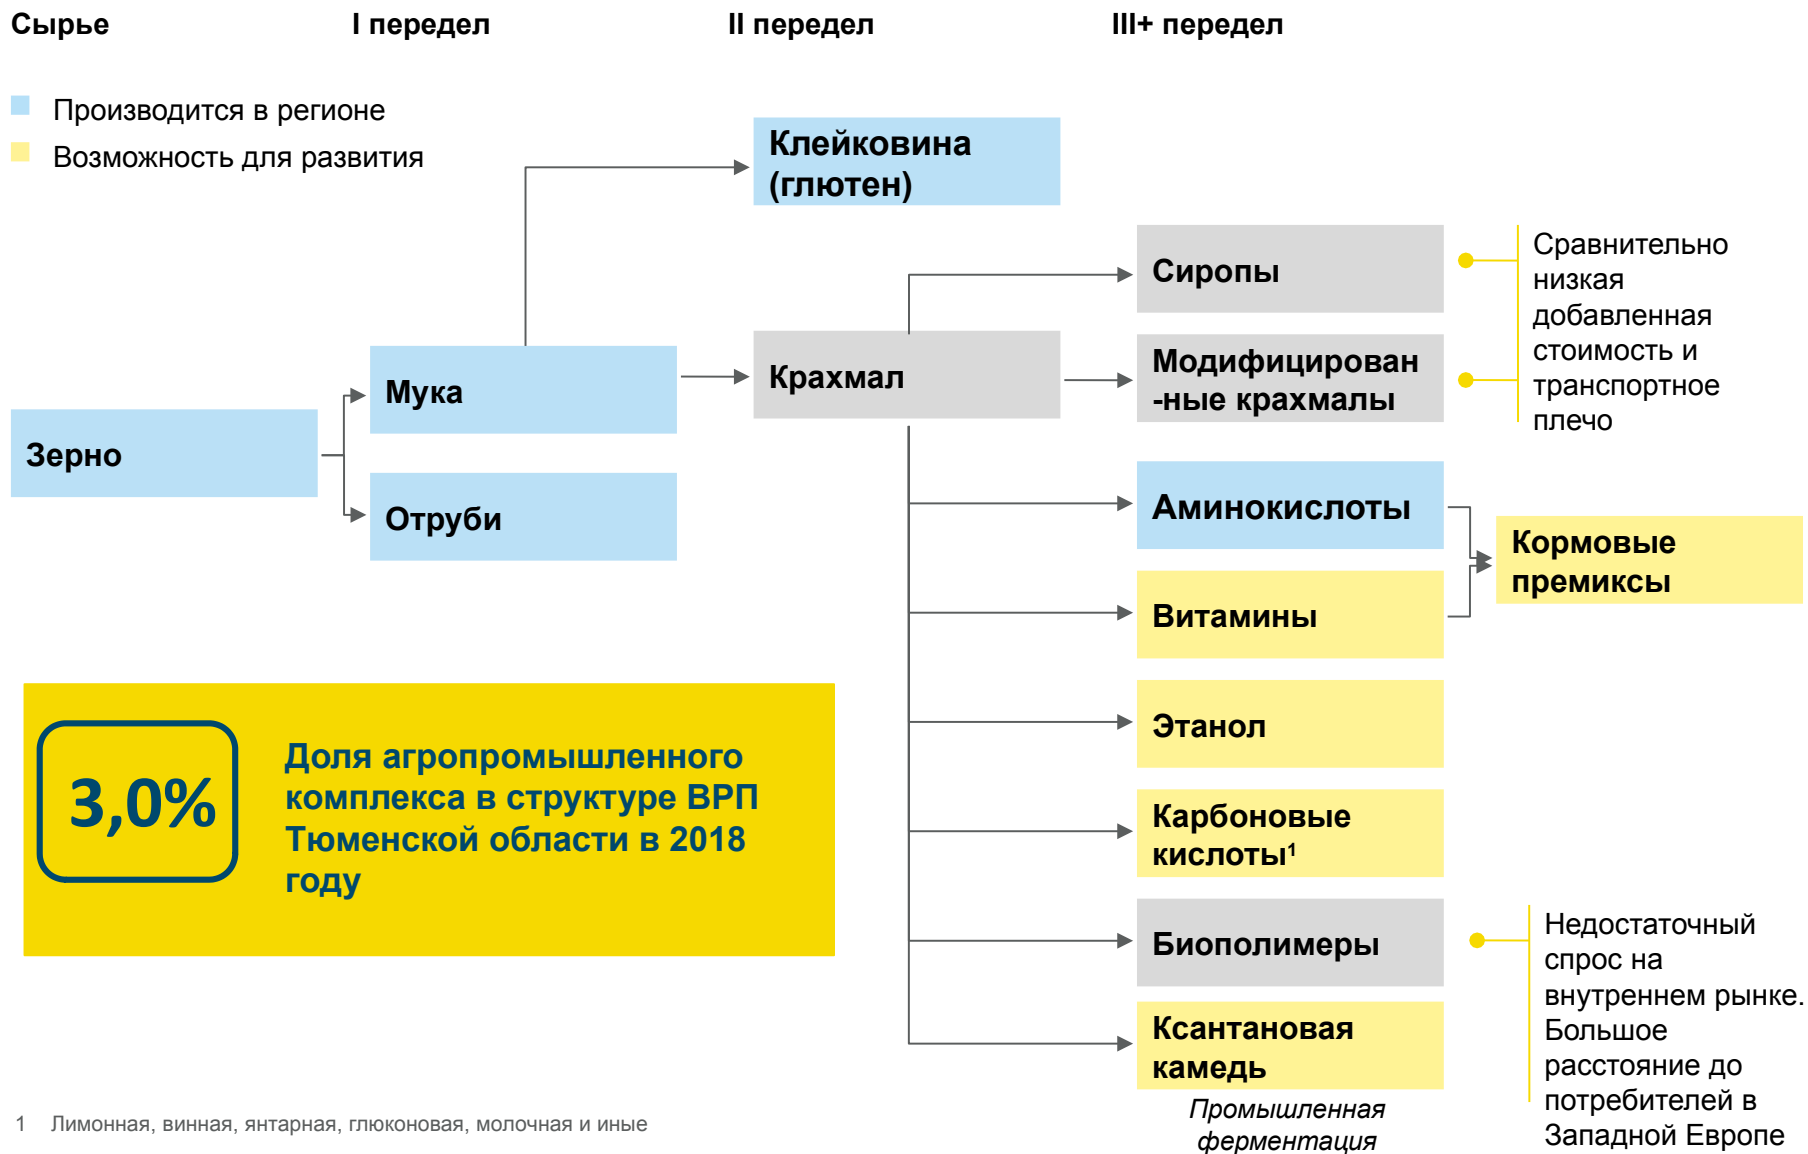 Сырье
I передел
II передел
III+ передел
Производится в регионе
Возможность для развития
Клейковина
(глютен)
Сиропы
Сравнительно
низкая
добавленная
стоимость и
транспортное
плечо
Мука
Крахмал
Модифицирован
-ные крахмалы
Зерно
Отруби
Аминокислоты
Кормовые
премиксы
Витамины
Этанол
3,0%
Доля агропромышленного
комплекса в структуре ВРП
Тюменской области в 2018
году
Карбоновые
кислоты¹
Биополимеры
Недостаточный
спрос на
внутреннем рынке.
Большое
расстояние до
потребителей в
Западной Европе
Ксантановая
камедь
Промышленная
ферментация
1 Лимонная, винная, янтарная, глюконовая, молочная и иные